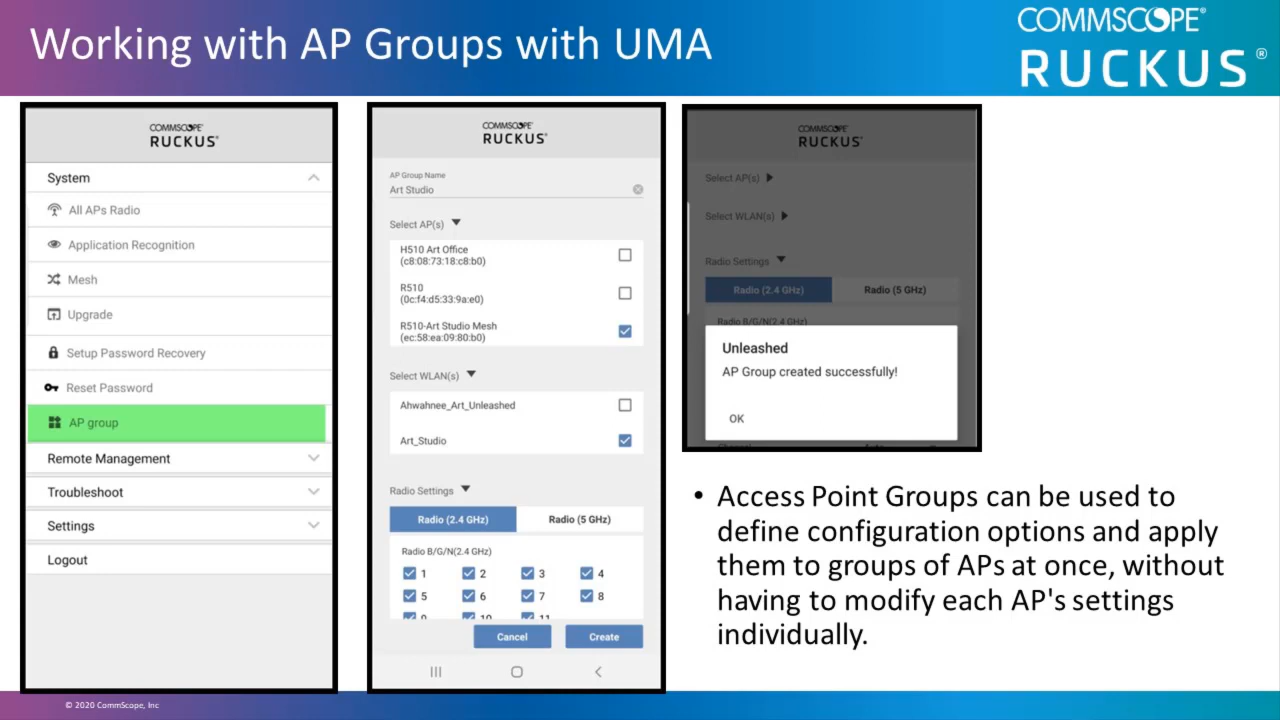 Working with AP Groups with UMA
COMMSCOPE®
RUCKUS®
COMMSCOPE®
RUCKUS®
System
All APs Radio
Application Recognition
Mesh
Upgrade
Setup Password Recovery
Reset Password
AP group
Remote Management
Troubleshoot
Settings
Logout
COMMSCOPE®
RUCKUS®
AP Group Name
Art Studio
Select AP(s)
H510 Art Office
(c8:08:73:18:c8:b0)
R510
(0c:f4:d5:33:9a:e0)
R510-Art Studio Mesh
(ec:58:ea:09:80:b0)
Select WLAN(s)
Ahwahnee_Art_Unleashed
Art_Studio
Radio Settings
Radio (2.4 GHz) Radio (5 GHz)
Radio B/G/N(2.4 GHz)
1 2 3 4
5 6 7 8
9 10 11
Cancel Create
COMMSCOPE®
RUCKUS®
Select AP(s)
Select WLAN(s)
Radio Settings
Radio (2.4 GHz) Radio (5 GHz)
Radio B/G/N(2.4 GHz)
Unleashed
AP Group created successfully!
OK
• Access Point Groups can be used to
define configuration options and apply
them to groups of APs at once, without
having to modify each AP's settings
individually.
© 2020 CommScope, Inc